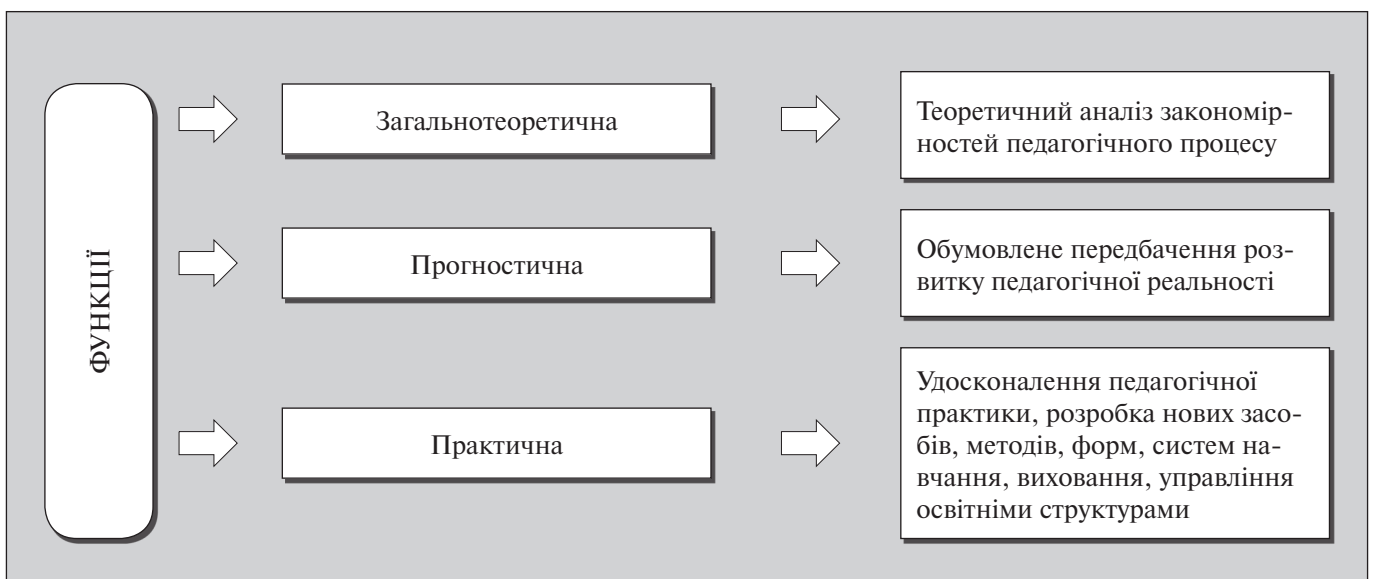 ФУНКЦІЇ
Загальнотеоретична
Теоретичний аналіз закономір-
ностей педагогічного процесу
Прогностична
Обумовлене передбачення роз-
витку педагогічної реальності
Практична
Удосконалення педагогічної
практики, розробка нових засо-
бів, методів, форм, систем на-
вчання, виховання, управління
освітніми структурами